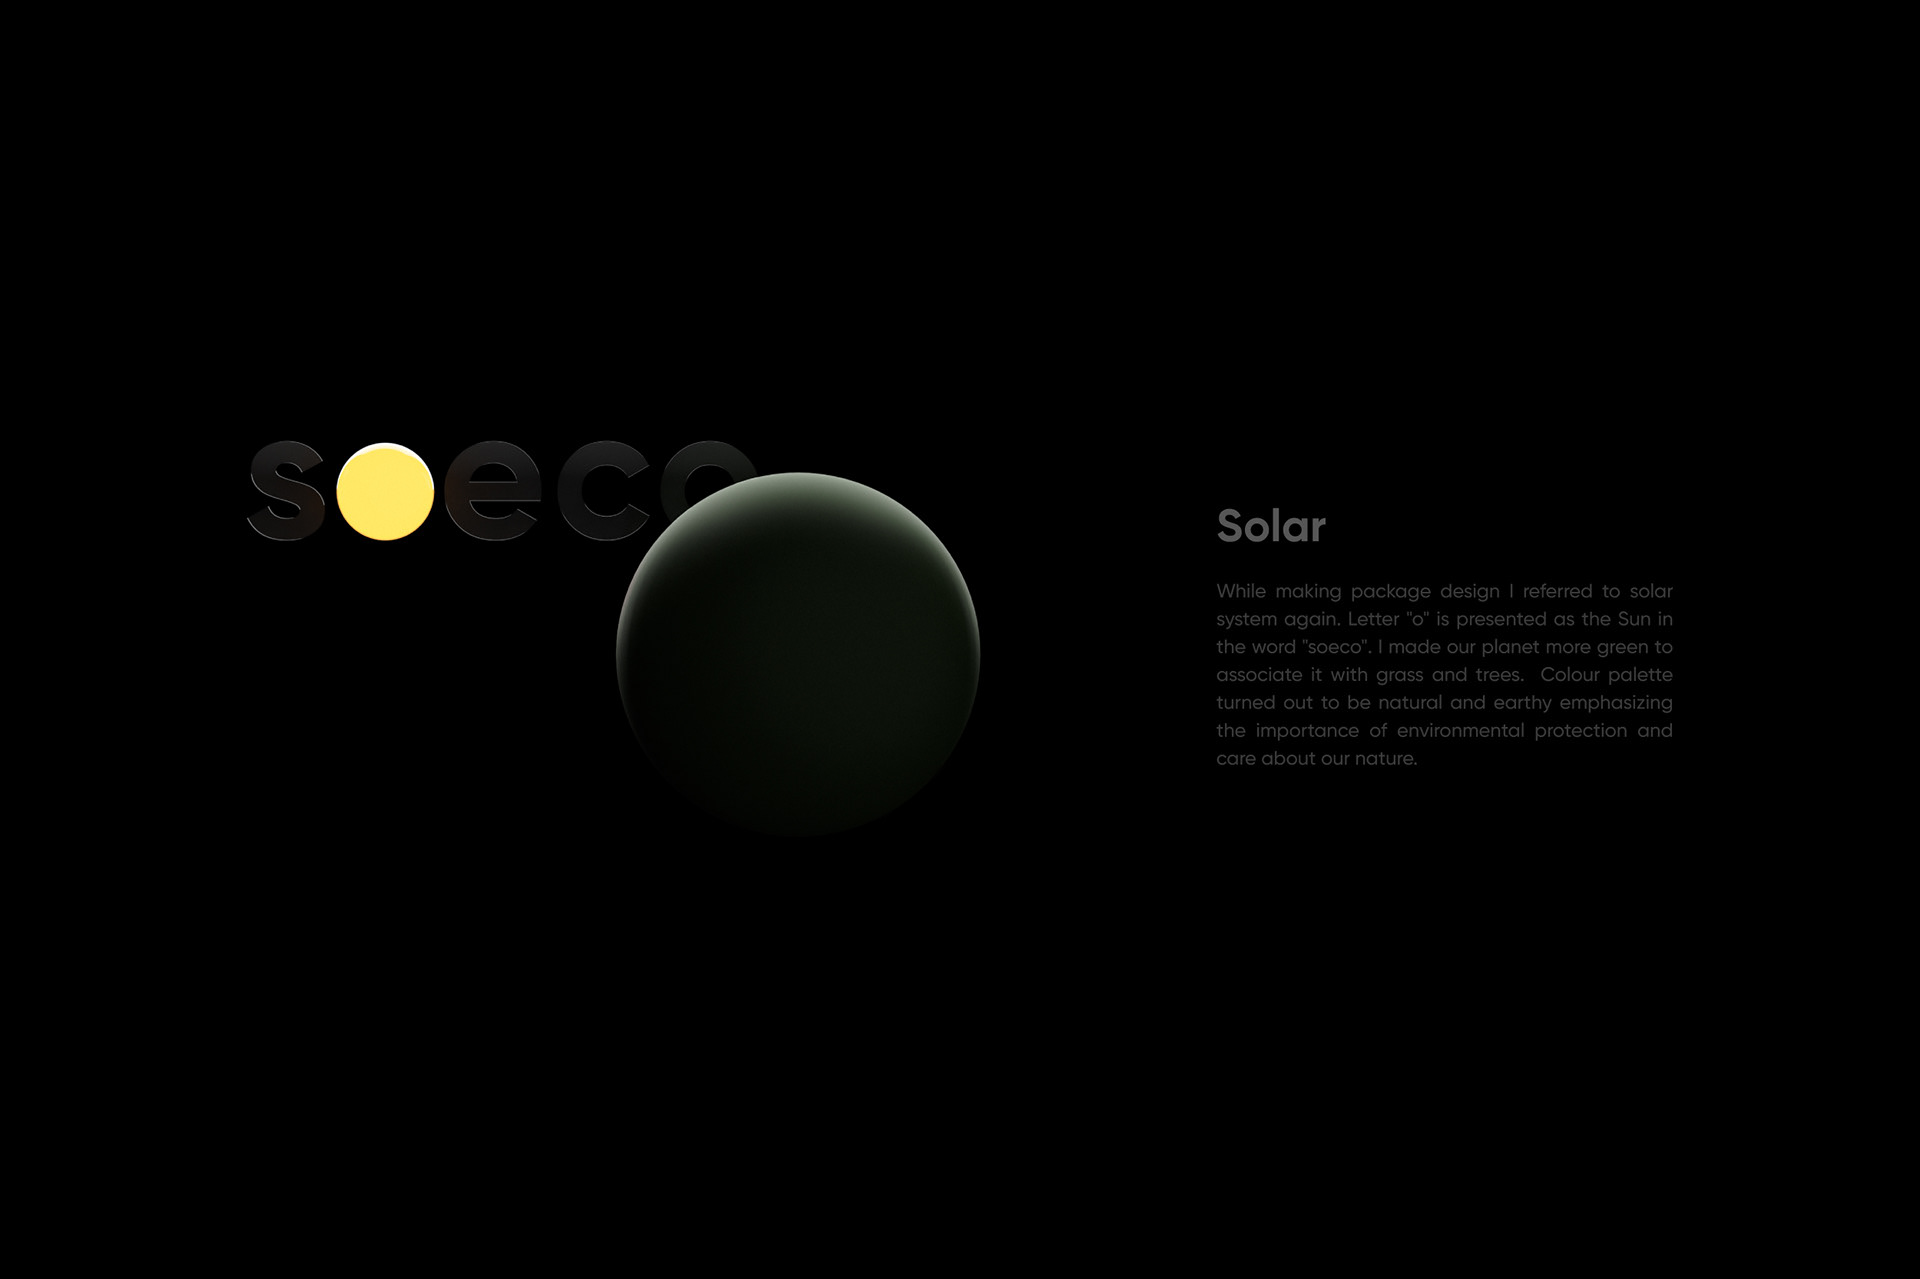 soeco
Solar
While making package design I referred to solar
system again. Letter "o" is presented as the Sun in
the word "soeco". I made our planet more green to
associate it with grass and trees.  Colour palette
turned out to be natural and earthy emphasizing
the importance of environmental protection and
care about our nature.